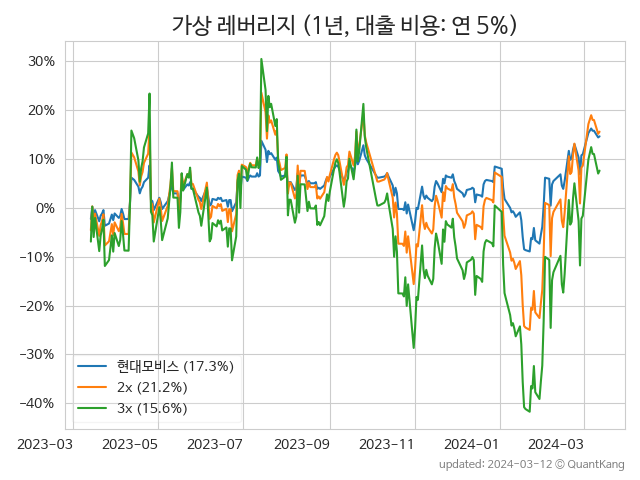 가상 레버리지 (1년, 대출 비용: 연 5%)
30%
20%
10%
0%
−10%
−20%
−30%
−40%
현대모비스 (17.3%)
2x (21.2%)
3x (15.6%)
2023-03 2023-05 2023-07 2023-09 2023-11 2024-01 2024-03
updated: 2024-03-12 © QuantKang